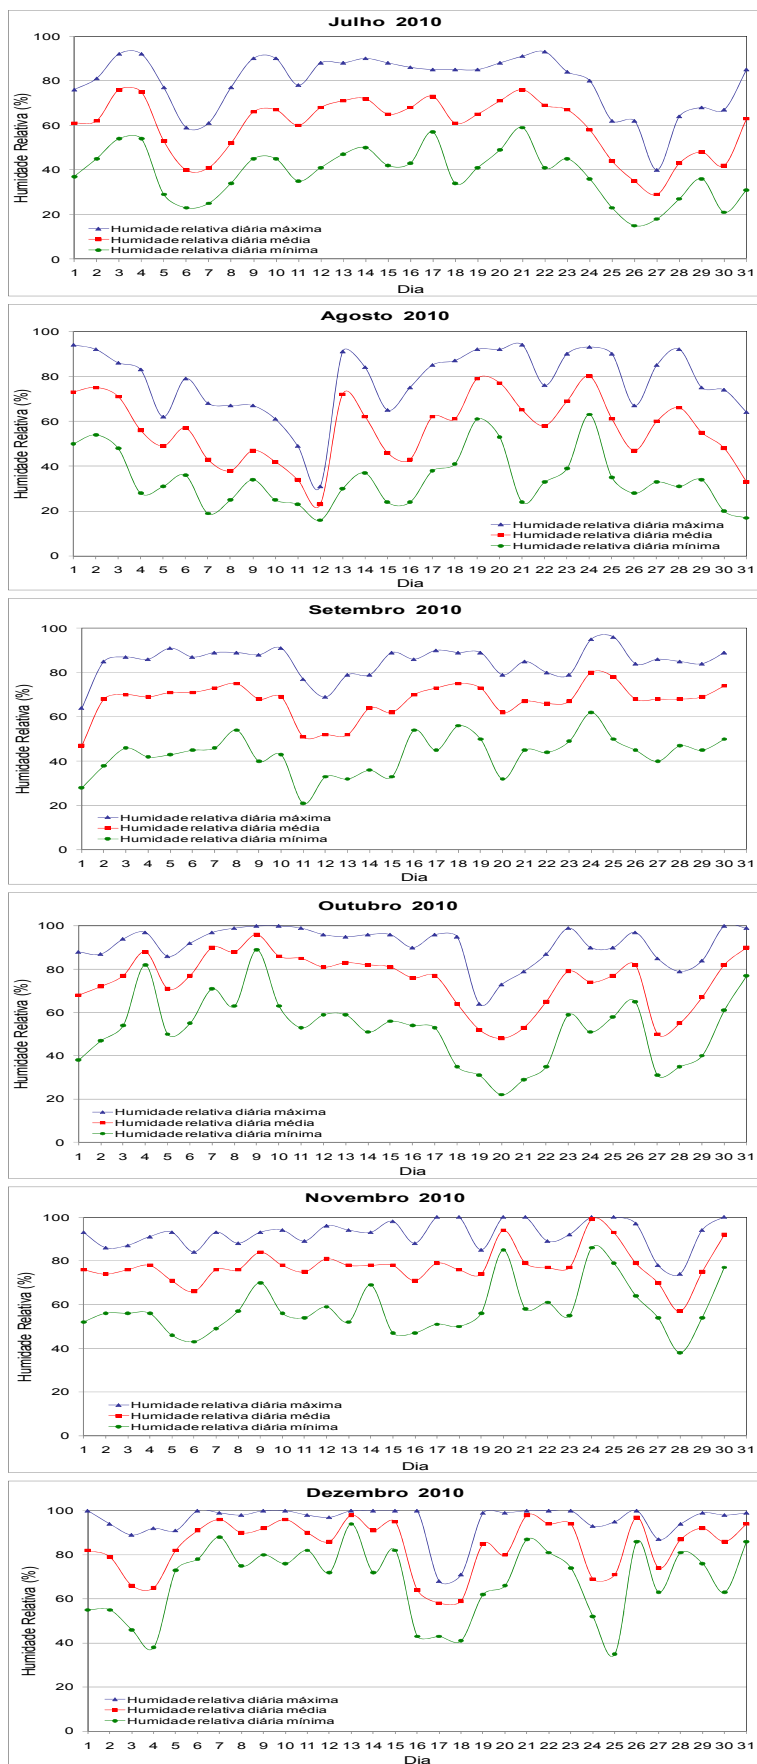 Julho 2010
Humidade Relativa (%)
100
80
60
40
20
0
Humidade relativa diária máxima
Humidade relativa diária média
Humidade relativa diária mínima
1 2 3 4 5 6 7 8 9 10 11 12 13 14 15 16 17 18 19 20 21 22 23 24 25 26 27 28 29 30 31
Dia
Agosto 2010
Humidade Relativa (%)
100
80
60
40
20
0
Humidade relativa diária máxima
Humidade relativa diária média
Humidade relativa diária mínima
1 2 3 4 5 6 7 8 9 10 11 12 13 14 15 16 17 18 19 20 21 22 23 24 25 26 27 28 29 30 31
Dia
Setembro 2010
Humidade Relativa (%)
100
80
60
40
20
0
Humidade relativa diária máxima
Humidade relativa diária média
Humidade relativa diária mínima
1 2 3 4 5 6 7 8 9 10 11 12 13 14 15 16 17 18 19 20 21 22 23 24 25 26 27 28 29 30 31
Dia
Outubro 2010
Humidade Relativa (%)
100
80
60
40
20
0
Humidade relativa diária máxima
Humidade relativa diária média
Humidade relativa diária mínima
1 2 3 4 5 6 7 8 9 10 11 12 13 14 15 16 17 18 19 20 21 22 23 24 25 26 27 28 29 30 31
Dia
Novembro 2010
Humidade Relativa (%)
100
80
60
40
20
0
Humidade relativa diária máxima
Humidade relativa diária média
Humidade relativa diária mínima
1 2 3 4 5 6 7 8 9 10 11 12 13 14 15 16 17 18 19 20 21 22 23 24 25 26 27 28 29 30 31
Dia
Dezembro 2010
Humidade Relativa (%)
100
80
60
40
20
0
Humidade relativa diária máxima
Humidade relativa diária média
Humidade relativa diária mínima
1 2 3 4 5 6 7 8 9 10 11 12 13 14 15 16 17 18 19 20 21 22 23 24 25 26 27 28 29 30 31
Dia